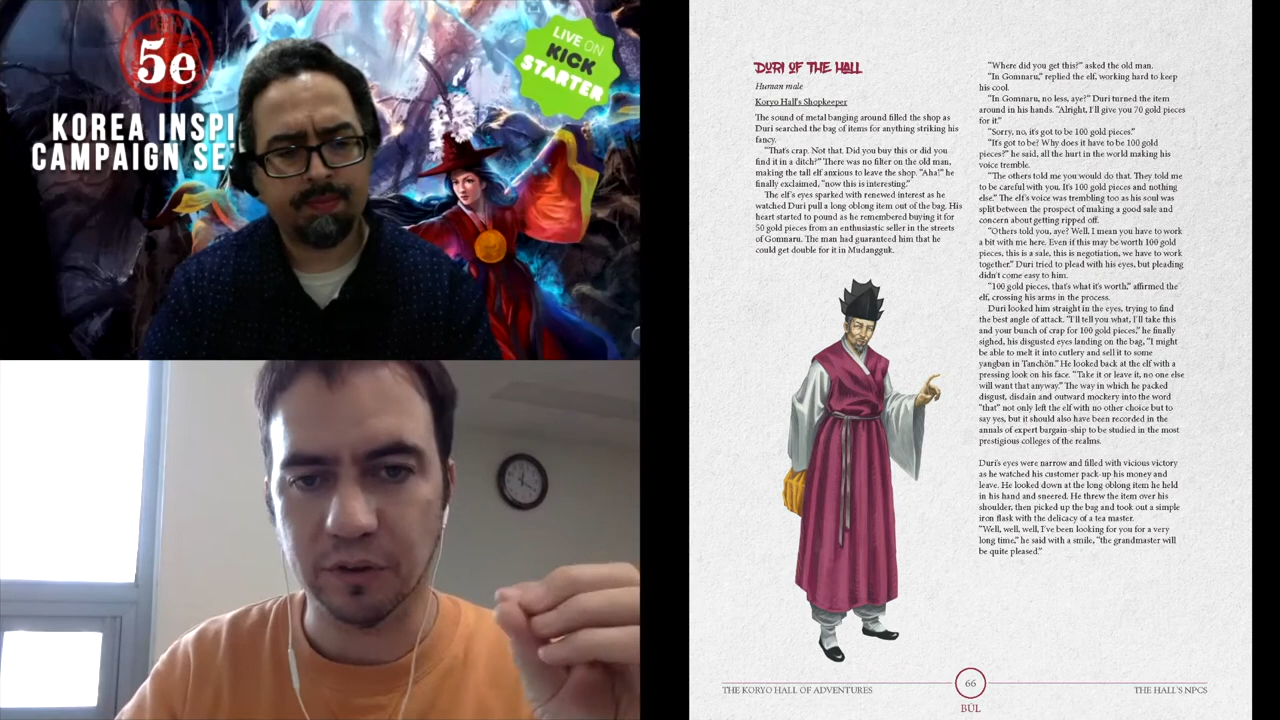 5e
KOREA INSPI
CAMPAIGN SE
LIVE ON
KICK
STARTER
DURI OF THE HALL
Human male
Koryo Hall's Shopkeeper
The sound of metal banging around filled the shop as
Duri searched the bag of items for anything striking his
fancy.
“That's crap. Not that. Did you buy this or did you
find it in a ditch?” There was no filter on the old man,
making the tall elf anxious to leave the shop. “Aha!” he
finally exclaimed, “now this is interesting.”
The elf's eyes sparked with renewed interest as he
watched Duri pull a long oblong item out of the bag. His
heart started to pound as he remembered buying it for
50 gold pieces from an enthusiastic seller in the streets
of Gomnaru. The man had guaranteed him that he
could get double for it in Mudangguk.
“Where did you get this?” asked the old man.
“In Gomnaru,” replied the elf, working hard to keep
his cool.
“In Gomnaru, no less, aye?” Duri turned the item
around in his hands. “Alright, I'll give you 70 gold pieces
for it.”
“Sorry, no, it's got to be 100 gold pieces.”
“It's got to be? Why does it have to be 100 gold
pieces?” he said, all the hurt in the world making his
voice tremble.
“The others told me you would do that. They told me
to be careful with you. It's 100 gold pieces and nothing
else.” The elf's voice was trembling too as his soul was
split between the prospect of making a good sale and
concern about getting ripped off.
“Others told you, aye? Well, I mean you have to work
a bit with me here. Even if this may be worth 100 gold
pieces, this is a sale, this is negotiation, we have to work
together.” Duri tried to plead with his eyes, but pleading
didn't come easy to him.
“100 gold pieces, that's what it's worth,” affirmed the
elf, crossing his arms in the process.
Duri looked him straight in the eyes, trying to find
the best angle of attack. “I'll tell you what, I'll take this
and your bunch of crap for 100 gold pieces,” he finally
sighed, his disgusted eyes landing on the bag, “I might
be able to melt it into cutlery and sell it to some
yangban in Tanchŏn.” He looked back at the elf with a
pressing look on his face. “Take it or leave it, no one else
will want that anyway.” The way in which he packed
disgust, disdain and outward mockery into the word
“that” not only left the elf with no other choice but to
say yes, but it should also have been recorded in the
annals of expert bargain-ship to be studied in the most
prestigious colleges of the realms.
Duri's eyes were narrow and filled with vicious victory
as he watched his customer pack-up his money and
leave. He looked down at the long oblong item he held
in his hand and sneered. He threw the item over his
shoulder, then picked up the bag and took out a simple
iron flask with the delicacy of a tea master.
“Well, well, well, I've been looking for you for a very
long time,” he said with a smile, “the grandmaster will
be quite pleased.”
THE KORYO HALL OF ADVENTURES
66
THE HALL'S NPCS
BŬL